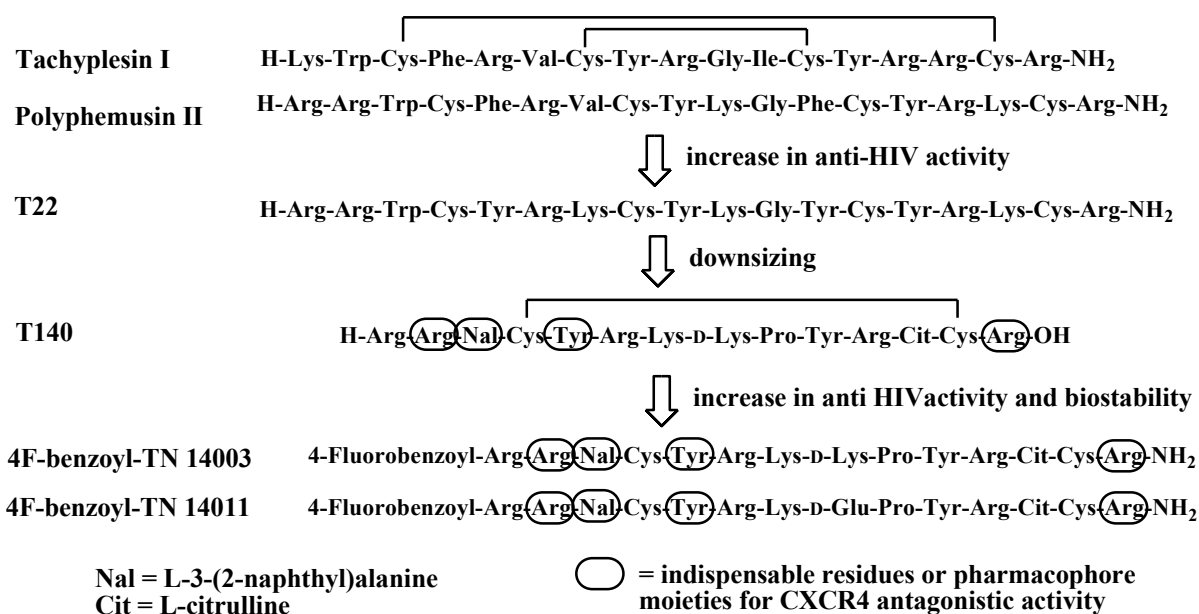 Tachyplesin I H-Lys-Trp-Cys-Phe-Arg-Val-Cys-Tyr-Arg-Gly-Ile-Cys-Tyr-Arg-Arg-Cys-Arg-NH2
Polyphemusin II H-Arg-Arg-Trp-Cys-Phe-Arg-Val-Cys-Tyr-Lys-Gly-Phe-Cys-Tyr-Arg-Lys-Cys-Arg-NH2
increase in anti-HIV activity
T22 H-Arg-Arg-Trp-Cys-Tyr-Arg-Lys-Cys-Tyr-Lys-Gly-Tyr-Cys-Tyr-Arg-Lys-Cys-Arg-NH2
downsizing
T140 H-Arg-Arg-Nal-Cys-Tyr-Arg-Lys-D-Lys-Pro-Tyr-Arg-Cit-Cys-Arg-OH
increase in anti HIVactivity and biostability
4F-benzoyl-TN 14003 4-Fluorobenzoyl-Arg-Arg-Nal-Cys-Tyr-Arg-Lys-D-Lys-Pro-Tyr-Arg-Cit-Cys-Arg-NH2
4F-benzoyl-TN 14011 4-Fluorobenzoyl-Arg-Arg-Nal-Cys-Tyr-Arg-Lys-D-Glu-Pro-Tyr-Arg-Cit-Cys-Arg-NH2
Nal = L-3-(2-naphthyl)alanine
Cit = L-citrulline
= indispensable residues or pharmacophore
moieties for CXCR4 antagonistic activity